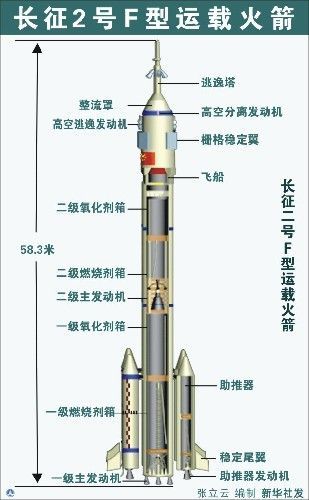 长征2号F型运载火箭
逃逸塔
整流罩
高空分离发动机
高空逃逸发动机
栅格稳定翼
飞船
长征二号F型运载火箭
二级氧化剂箱
58.3米
二级燃烧剂箱
二级主发动机
一级氧化剂箱
助推器
一级燃烧剂箱
稳定尾翼
一级主发动机
助推器发动机
张立云 编制 新华社发